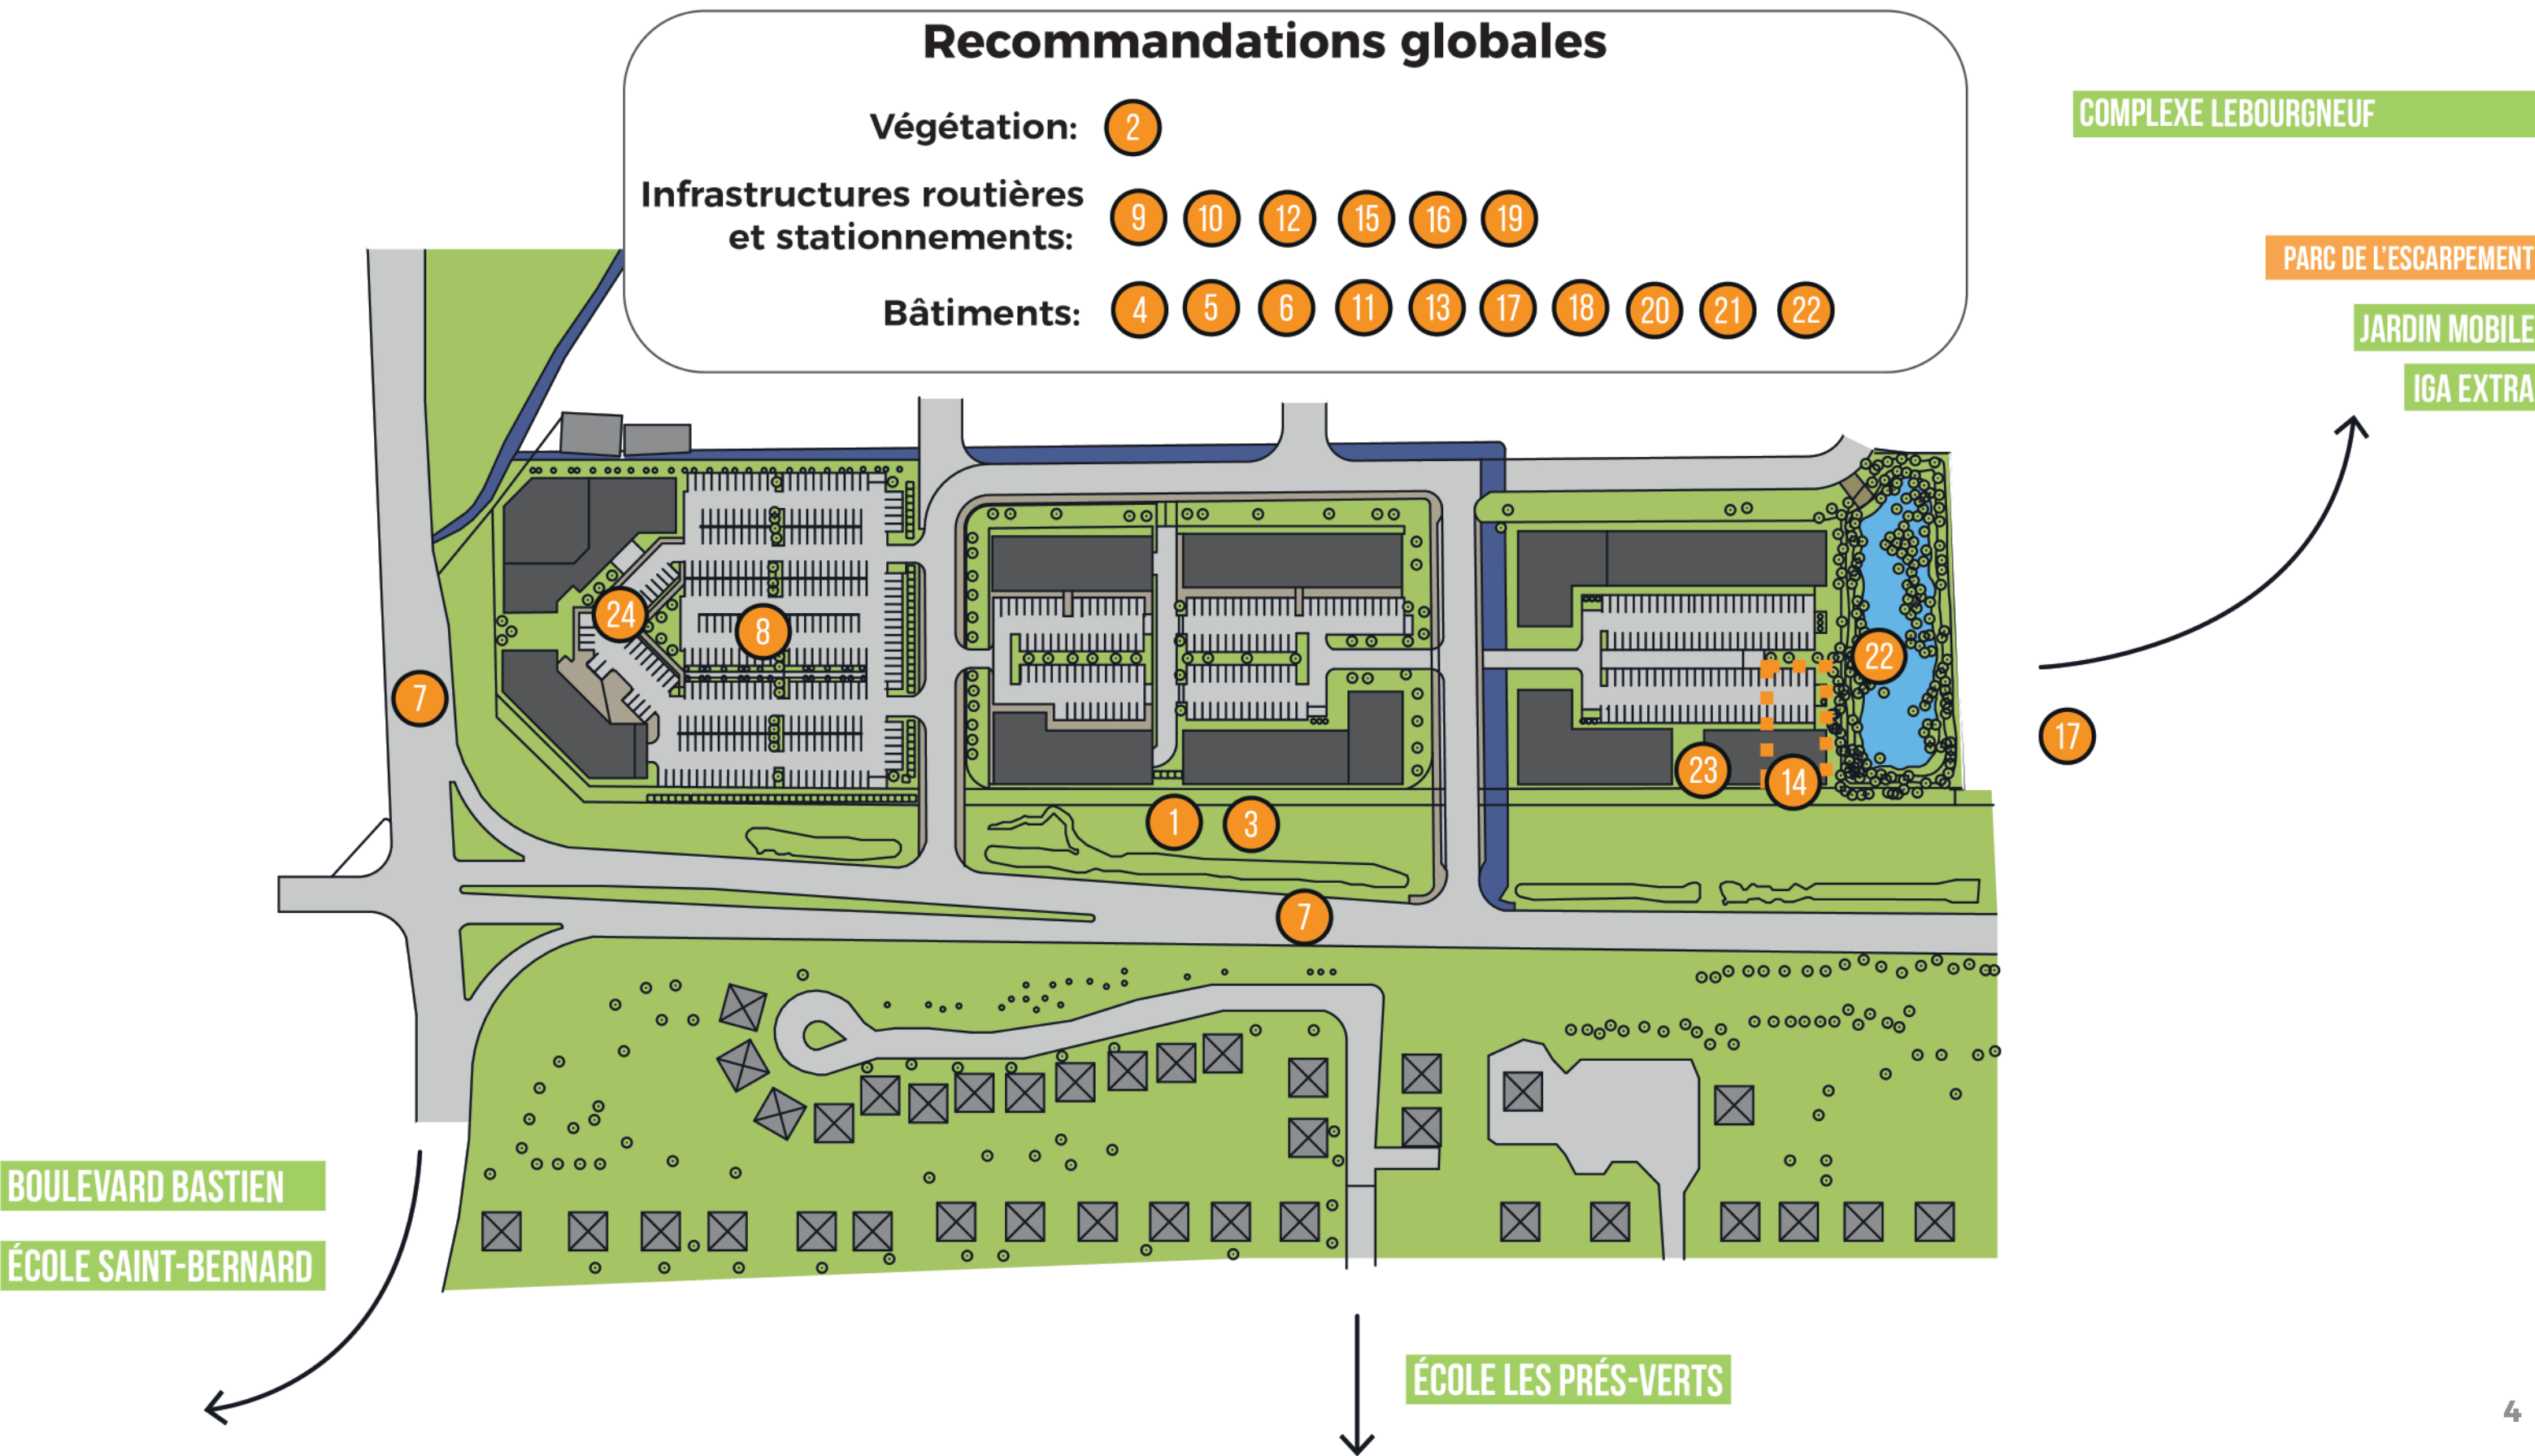 Recommandations globales
Végétation: 2
Infrastructures routières
et stationnements: 9 10 12 15 16 19
Bâtiments: 4 5 6 11 13 17 18 20 21 22
COMPLEXE LEBOURGNEUF
PARC DE L'ESCARPEMENT
JARDIN MOBILE
IGA EXTRA
24
8
7
22
17
23
14
1
3
7
BOULEVARD BASTIEN
ÉCOLE SAINT-BERNARD
ÉCOLE LES PRÉS-VERTS
4